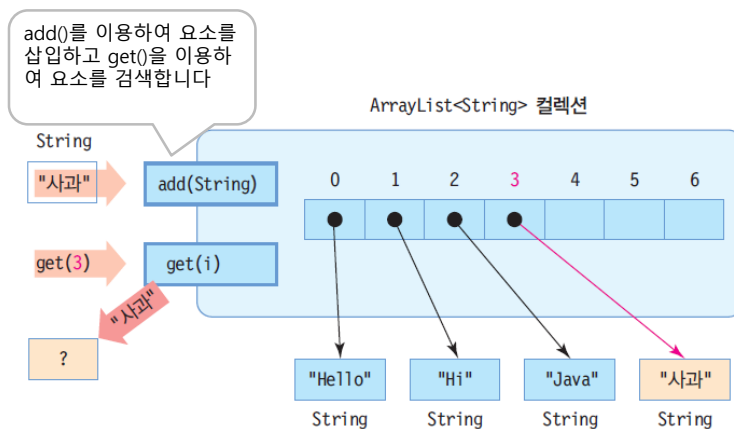 add()를 이용하여 요소를
삽입하고 get()을 이용하
여 요소를 검색합니다
ArrayList<String> 컬렉션
String
"사과"
add(String)
0 1 2 3 4 5 6
get(3)
get(i)
"사과"
?
"Hello" "Hi" "Java" "사과"
String String String String